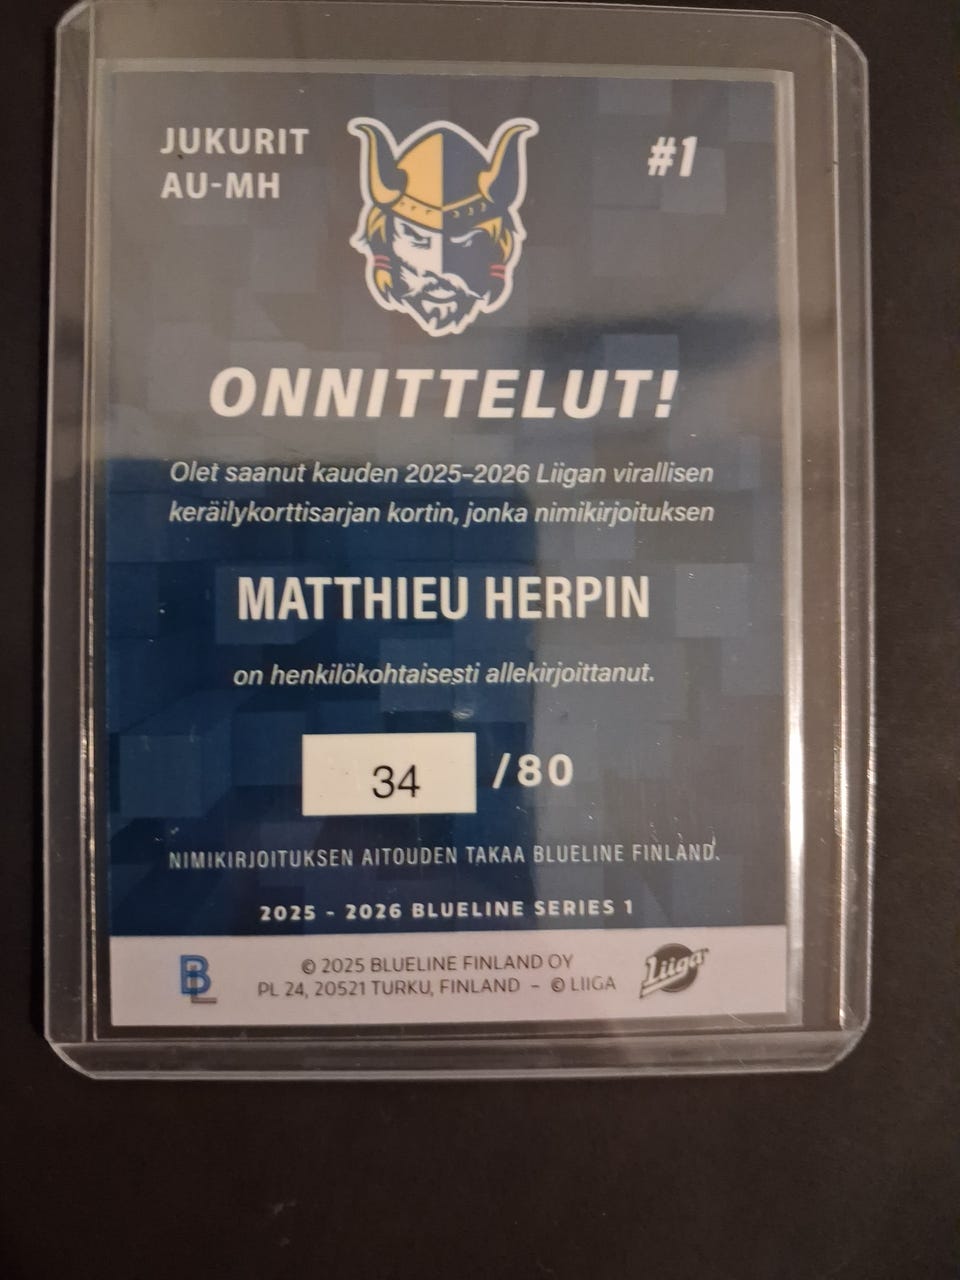 JUKURIT
AU-MH
#1
ONNITTELUT!
Olet saanut kauden 2025–2026 Liigan virallisen
keräilykorttisarjan kortin, jonka nimikirjoituksen
MATTHIEU HERPIN
on henkilökohtaisesti allekirjoittanut.
34 /80
NIMIKIRJOITUKSEN AITOUDEN TAKAA BLUELINE FINLAND.
2025 - 2026 BLUELINE SERIES 1
BL
© 2025 BLUELINE FINLAND OY
PL 24, 20521 TURKU, FINLAND – © LIIGA
Liiga